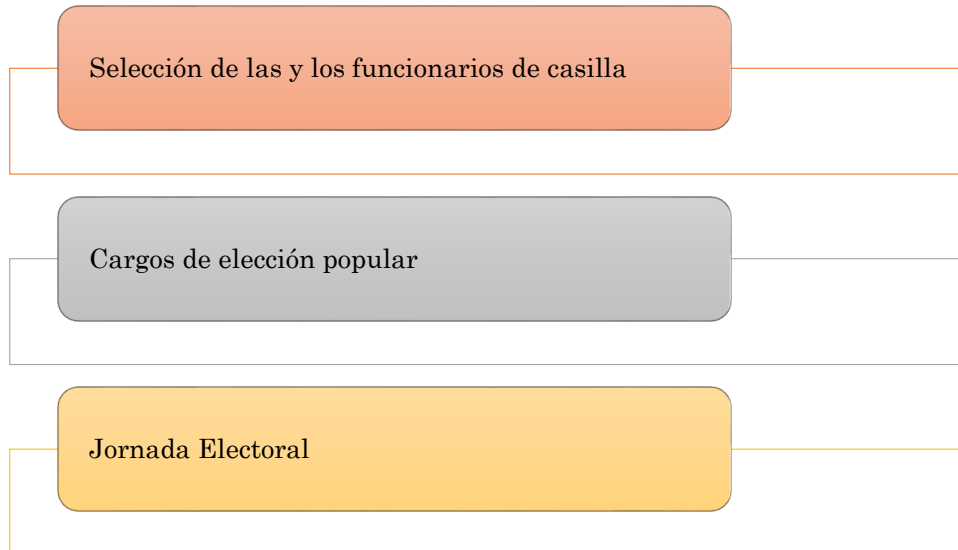 Selección de las y los funcionarios de casilla
Cargos de elección popular
Jornada Electoral